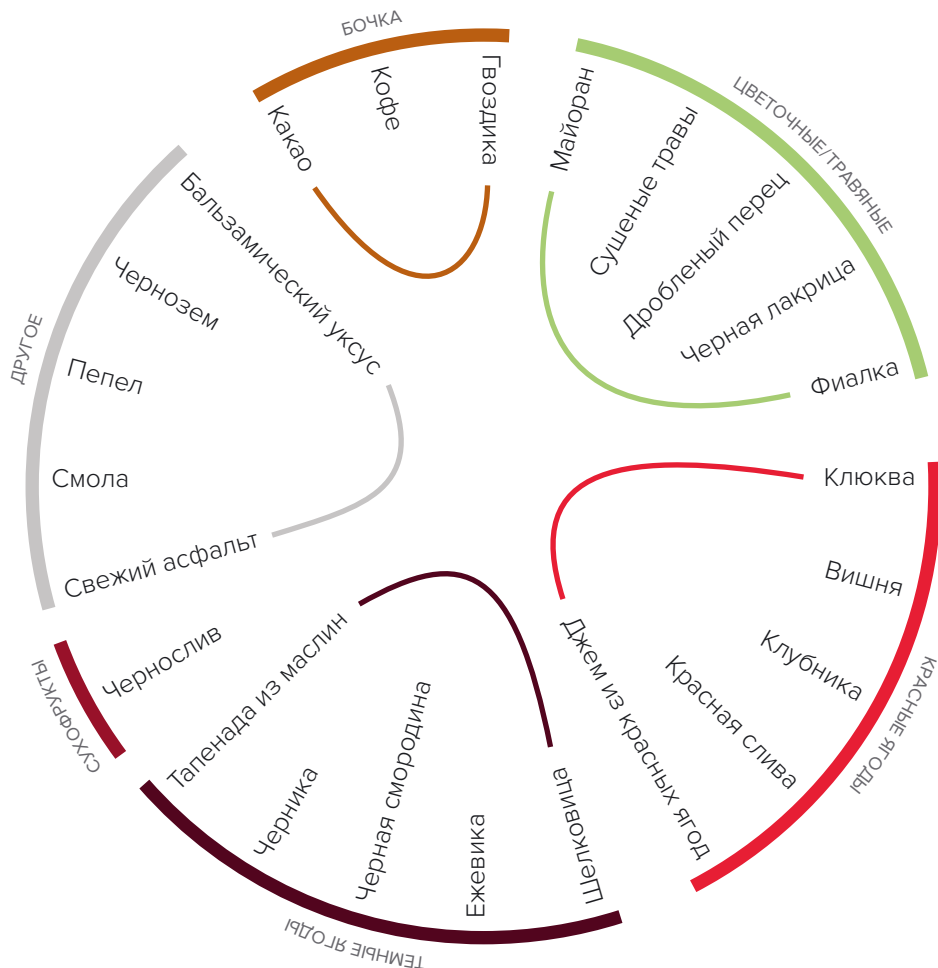 БОЧКА
Какао
Кофе
Гвоздика
ЦВЕТОЧНЫЕ/ТРАВЯНЫЕ
Майоран
Сушеные травы
Дробленый перец
Черная лакрица
Фиалка
КРАСНЫЕ ЯГОДЫ
Клюква
Вишня
Клубника
Красная слива
Джем из красных ягод
ТЕМНЫЕ ЯГОДЫ
Шелковица
Ежевика
Черная смородина
Черника
Тапенада из маслин
СУХОФРУКТЫ
Чернослив
ДРУГОЕ
Свежий асфальт
Смола
Пепел
Чернозем
Бальзамический уксус